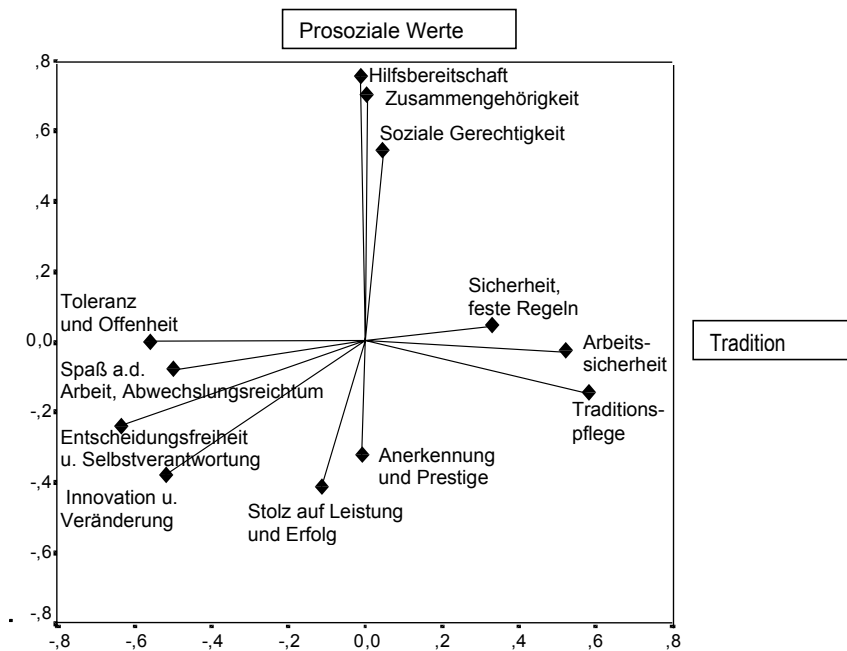 Prosoziale Werte
,8
Hilfsbereitschaft
Zusammengehörigkeit
,6
Soziale Gerechtigkeit
,4
,2
Sicherheit,
feste Regeln
Toleranz
und Offenheit
0,0
Arbeits-
sicherheit
Tradition
Spaß a.d.
Arbeit, Abwechslungsreichtum
-,2
Traditions-
pflege
Entscheidungsfreiheit
u. Selbstverantwortung
Anerkennung
und Prestige
-,4
Innovation u.
Veränderung
Stolz auf Leistung
und Erfolg
-,6
-,8
-,8 -,6 -,4 -,2 0,0 ,2 ,4 ,6 ,8